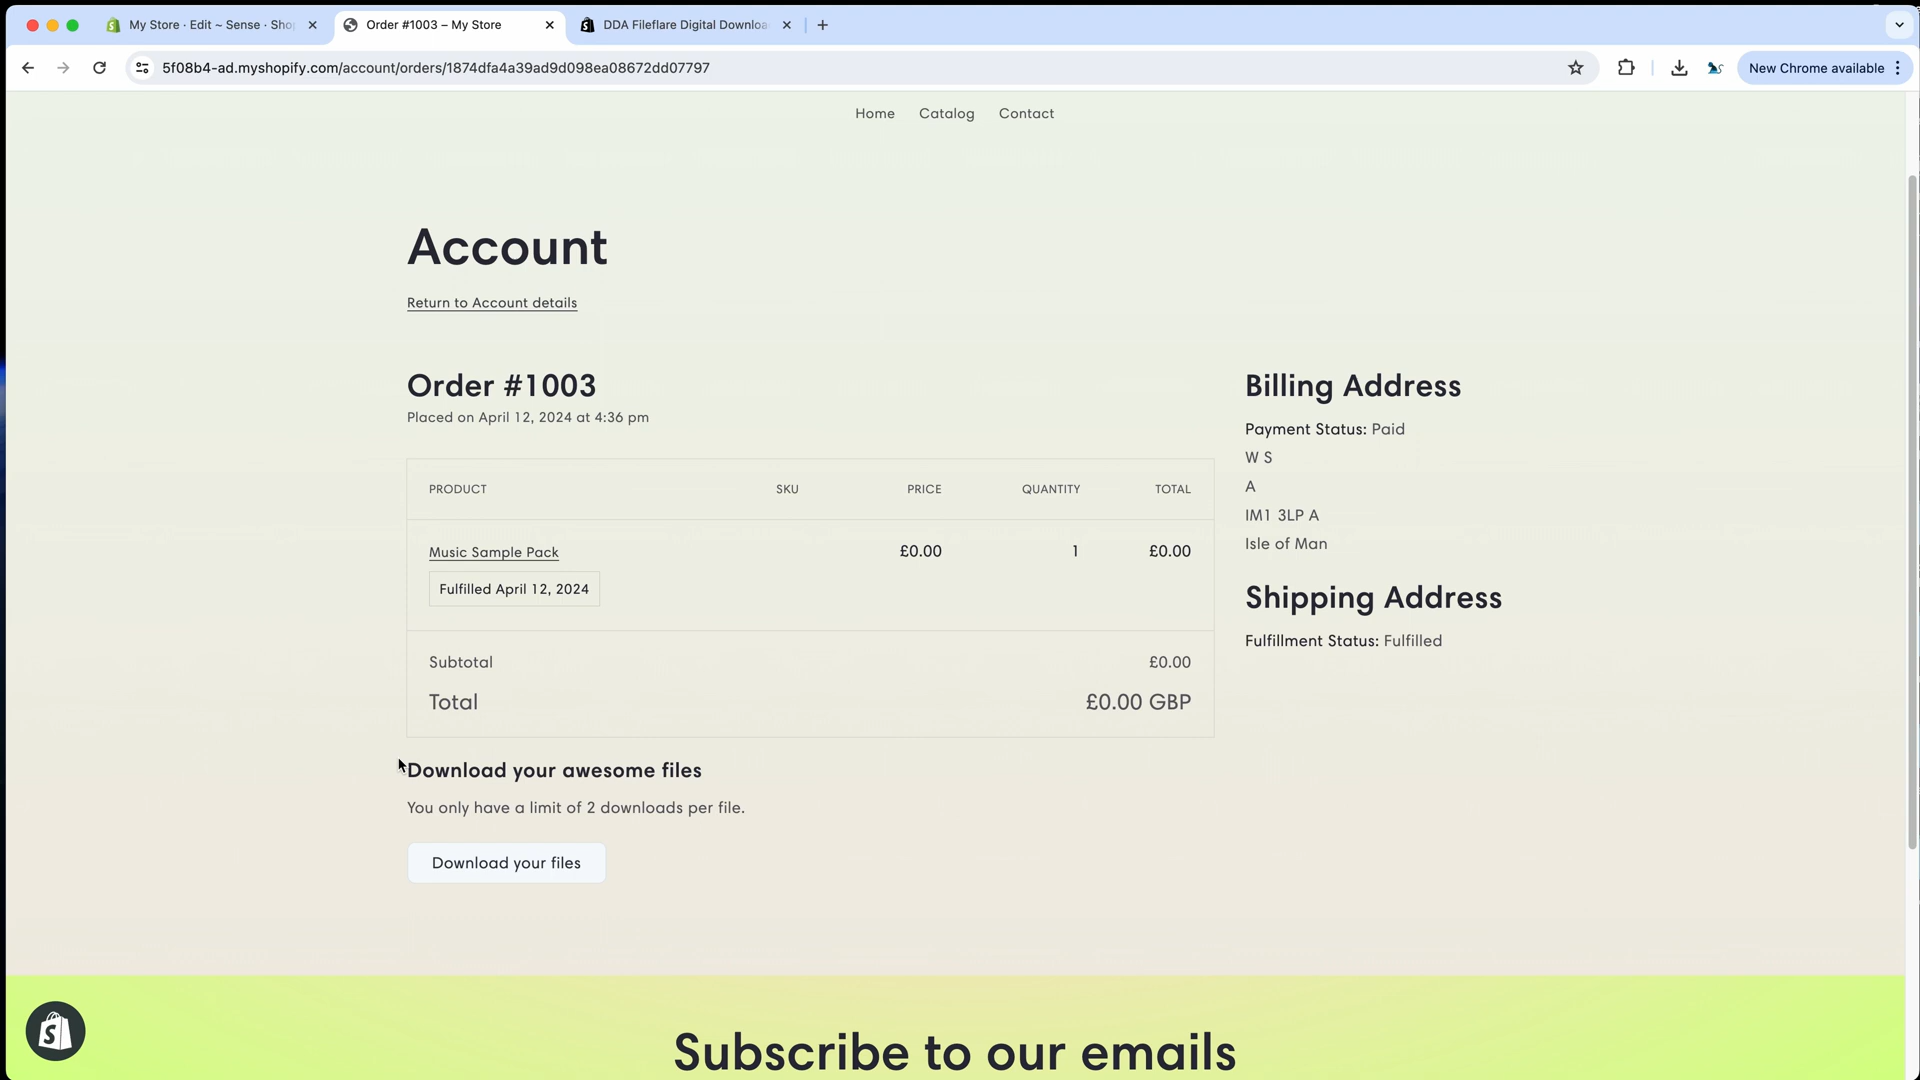 My Store · Edit ~ Sense · Sho
Order #1003 – My Store
DDA Fileflare Digital Downloa
5f08b4-ad.myshopify.com/account/orders/1874dfa4a39ad9d098ea08672dd07797
New Chrome available
Home Catalog Contact
Account
Return to Account details
Order #1003
Placed on April 12, 2024 at 4:36 pm
PRODUCT SKU PRICE QUANTITY TOTAL
Music Sample Pack £0.00 1 £0.00
Fulfilled April 12, 2024
Subtotal £0.00
Total £0.00 GBP
Billing Address
Payment Status: Paid
W S
A
IM1 3LP A
Isle of Man
Shipping Address
Fulfillment Status: Fulfilled
Download your awesome files
You only have a limit of 2 downloads per file.
Download your files
Subscribe to our emails